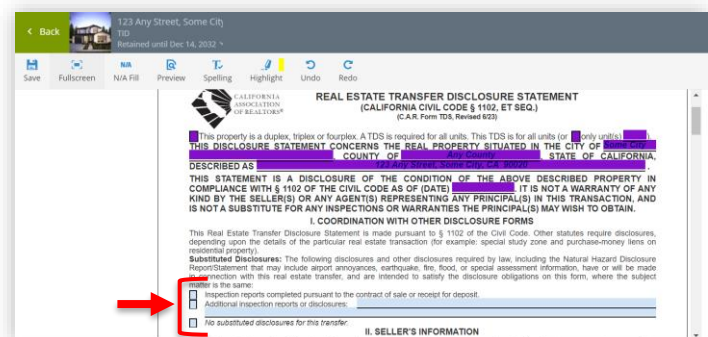 Back
123 Any Street, Some City
TID
Retained until Dec 14, 2032
N/A
Save Fullscreen N/A Fill Preview Spelling Highlight Undo Redo
CALIFORNIA
ASSOCIATION
OF REALTORS®
REAL ESTATE TRANSFER DISCLOSURE STATEMENT
(CALIFORNIA CIVIL CODE § 1102, ET SEQ.)
(C.A.R. Form TDS, Revised 6/23)
This property is a duplex, triplex or fourplex. A TDS is required for all units. This TDS is for all units (or only unit(s) ).
THIS DISCLOSURE STATEMENT CONCERNS THE REAL PROPERTY SITUATED IN THE CITY OF Some City
, COUNTY OF Any County , STATE OF CALIFORNIA,
DESCRIBED AS 123 Any Street, Some City, CA 90020 .
THIS STATEMENT IS A DISCLOSURE OF THE CONDITION OF THE ABOVE DESCRIBED PROPERTY IN
COMPLIANCE WITH § 1102 OF THE CIVIL CODE AS OF (DATE) . IT IS NOT A WARRANTY OF ANY
KIND BY THE SELLER(S) OR ANY AGENT(S) REPRESENTING ANY PRINCIPAL(S) IN THIS TRANSACTION, AND
IS NOT A SUBSTITUTE FOR ANY INSPECTIONS OR WARRANTIES THE PRINCIPAL(S) MAY WISH TO OBTAIN.
I. COORDINATION WITH OTHER DISCLOSURE FORMS
This Real Estate Transfer Disclosure Statement is made pursuant to § 1102 of the Civil Code. Other statutes require disclosures,
depending upon the details of the particular real estate transaction (for example: special study zone and purchase-money liens on
residential property).
Substituted Disclosures: The following disclosures and other disclosures required by law, including the Natural Hazard Disclosure
Report/Statement that may include airport annoyances, earthquake, fire, flood, or special assessment information, have or will be made
in connection with this real estate transfer, and are intended to satisfy the disclosure obligations on this form, where the subject
matter is the same:
Inspection reports completed pursuant to the contract of sale or receipt for deposit.
Additional inspection reports or disclosures:
No substituted disclosures for this transfer.
II. SELLER'S INFORMATION